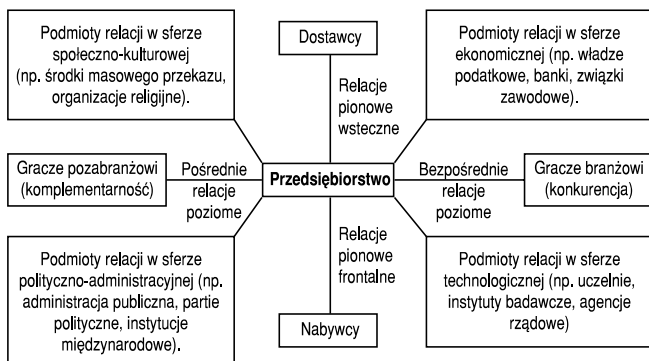 Podmioty relacji w sferze
społeczno-kulturowej
(np. środki masowego przekazu,
organizacje religijne).
Dostawcy
Podmioty relacji w sferze
ekonomicznej (np. władze
podatkowe, banki, związki
zawodowe).
Relacje
pionowe
wsteczne
Gracze pozabranżowi
(komplementarność)
Pośrednie
relacje
poziome
Przedsiębiorstwo
Bezpośrednie
relacje
poziome
Gracze branżowi
(konkurencja)
Podmioty relacji w sferze
polityczno-administracyjnej (np.
administracja publiczna, partie
polityczne, instytucje
międzynarodowe).
Relacje
pionowe
frontalne
Nabywcy
Podmioty relacji w sferze
technologicznej (np. uczelnie,
instytuty badawcze, agencje
rządowe)